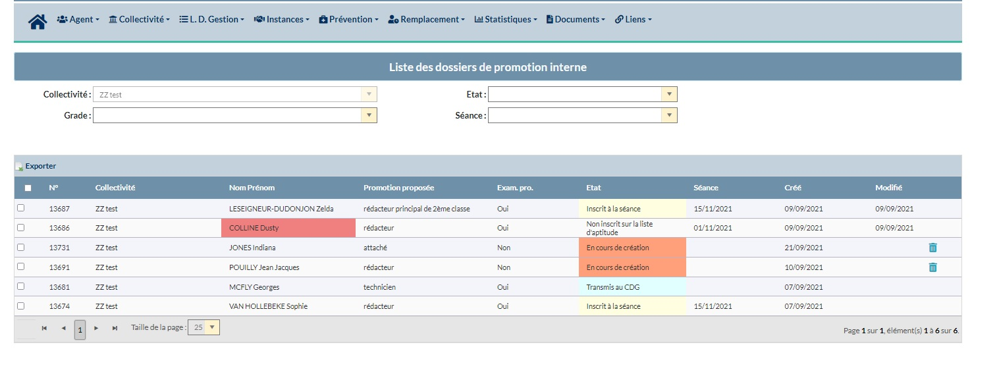 Agent Collectivité L. D. Gestion Instances Prévention Remplacement Statistiques Documents Liens
Liste des dossiers de promotion interne
Collectivité : ZZ test Etat :
Grade : Séance :
Exporter
N° Collectivité Nom Prénom Promotion proposée Exam. pro. Etat Séance Créé Modifié
13687 ZZ test LESEIGNEUR-DUDONJON Zelda rédacteur principal de 2ème classe Oui Inscrit à la séance 15/11/2021 09/09/2021 09/09/2021
13686 ZZ test COLLINE Dusty rédacteur Oui Non inscrit sur la liste d'aptitude 01/11/2021 09/09/2021 09/09/2021
13731 ZZ test JONES Indiana attaché Non En cours de création 21/09/2021
13691 ZZ test POUILLY Jean Jacques rédacteur Non En cours de création 10/09/2021
13681 ZZ test MCFLY Georges technicien Oui Transmis au CDG 07/09/2021
13674 ZZ test VAN HOLLEBEKE Sophie rédacteur Oui Inscrit à la séance 15/11/2021 07/09/2021
1 Taille de la page : 25 Page 1 sur 1, élément(s) 1 à 6 sur 6.